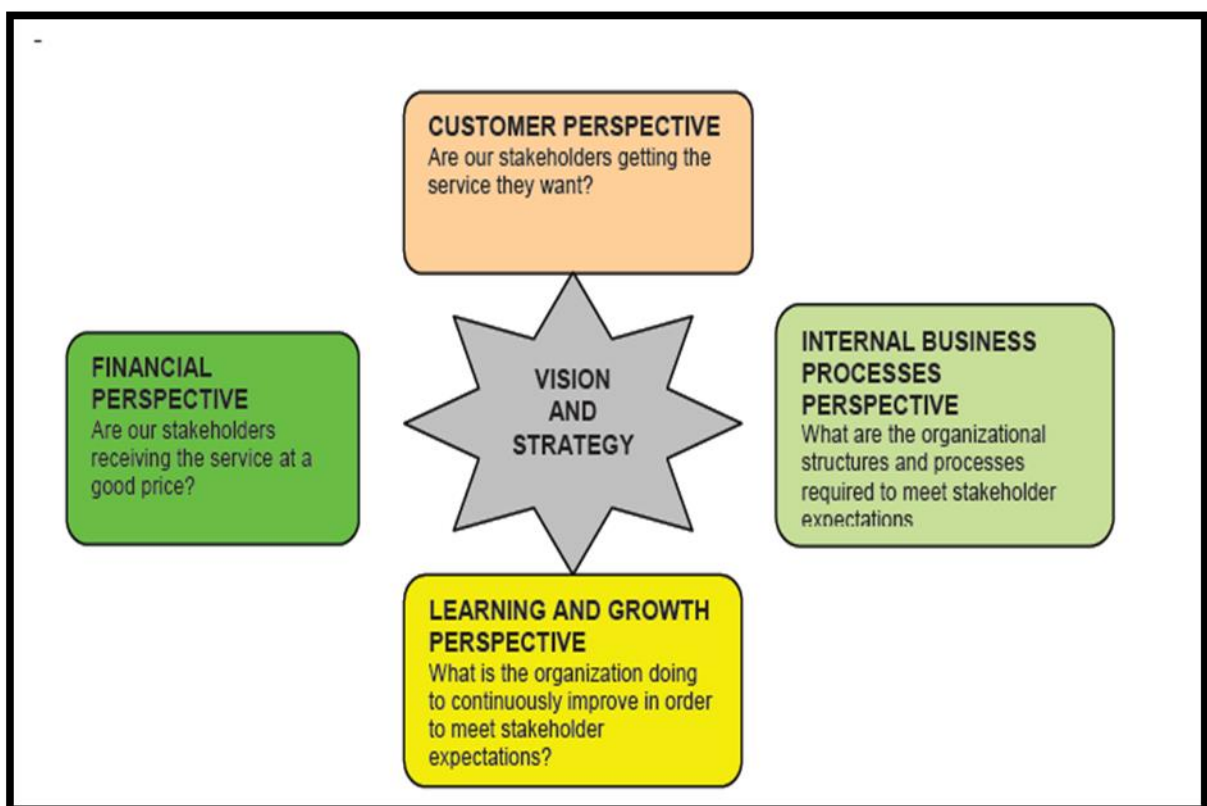 -
CUSTOMER PERSPECTIVE
Are our stakeholders getting the
service they want?
FINANCIAL
PERSPECTIVE
Are our stakeholders
receiving the service at a
good price?
VISION
AND
STRATEGY
INTERNAL BUSINESS
PROCESSES
PERSPECTIVE
What are the organizational
structures and processes
required to meet stakeholder
expectations
LEARNING AND GROWTH
PERSPECTIVE
What is the organization doing
to continuously improve in order
to meet stakeholder
expectations?